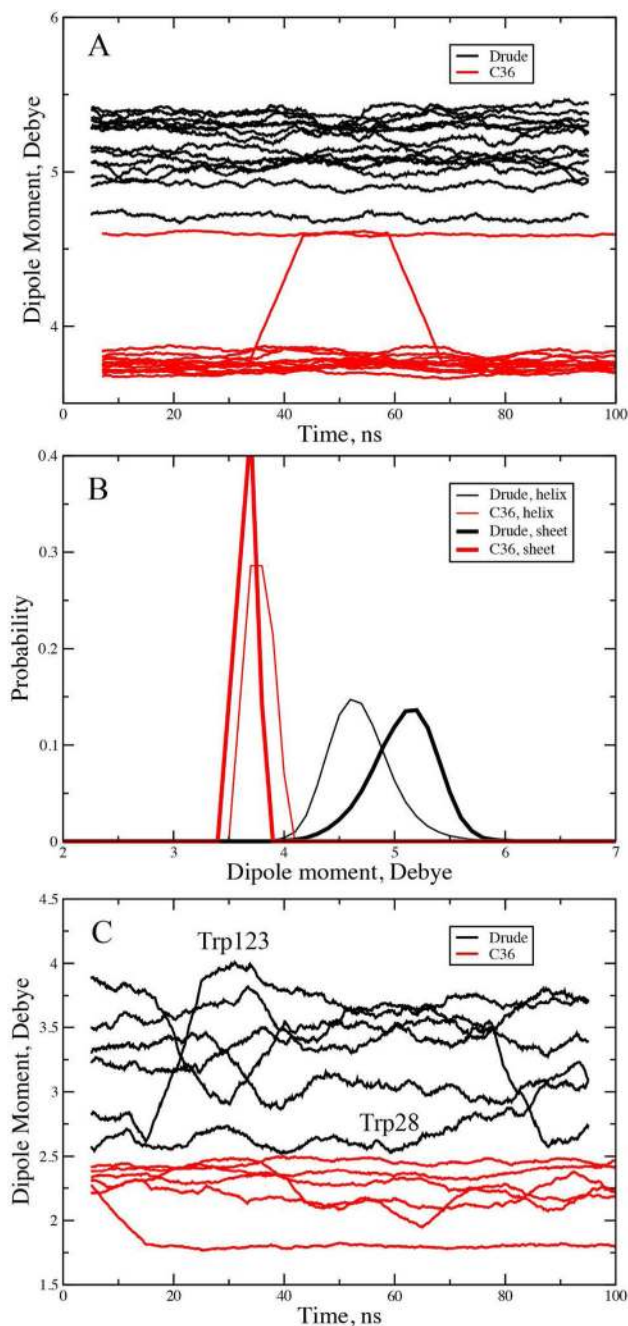 6
A
Drude
C36
5
4
Dipole Moment, Debye
0
20
40
60
80
100
Time, ns
0.4
B
Drude, helix
C36, helix
Drude, sheet
C36, sheet
0.3
0.2
0.1
0
Probability
2
3
4
5
6
7
Dipole moment, Debye
4.5
C
Trp123
Drude
C36
4
3.5
3
2.5
2
1.5
Trp28
Dipole Moment, Debye
0
20
40
60
80
100
Time, ns